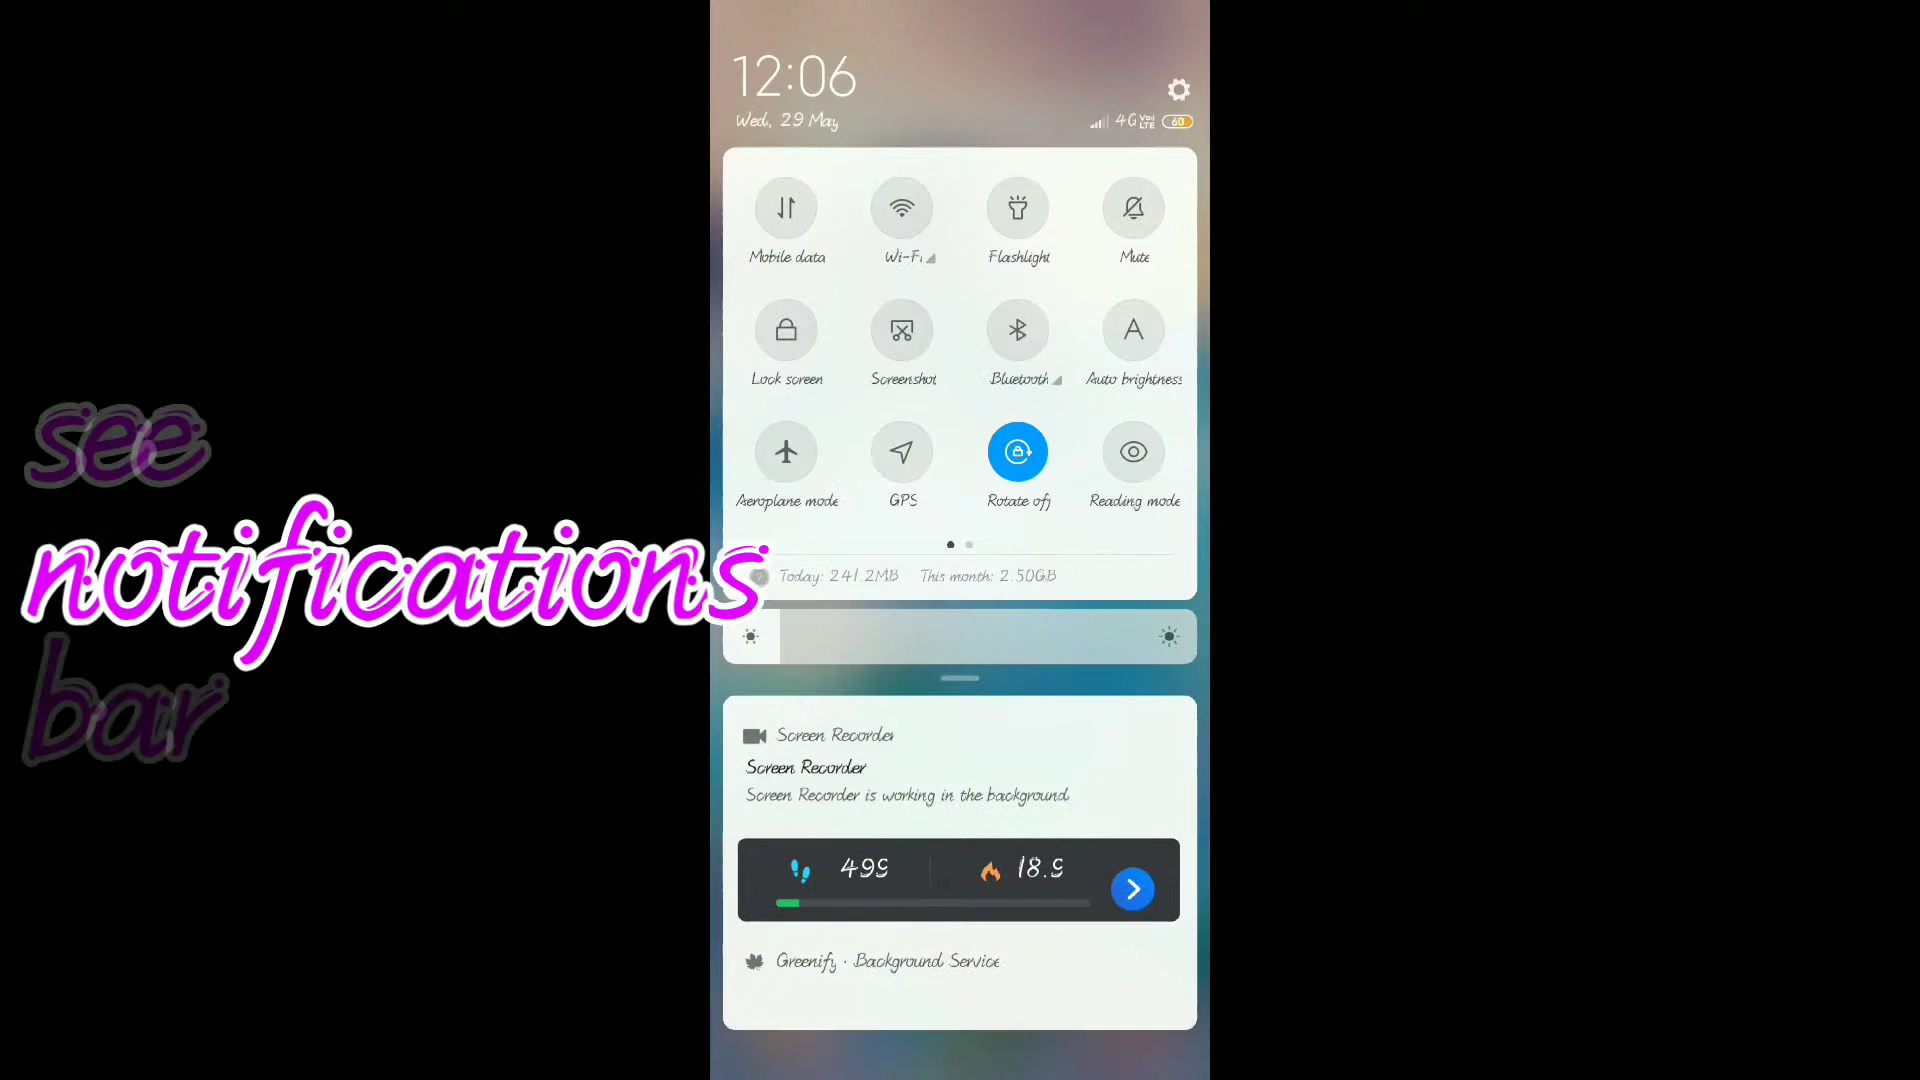 12:06
Wed, 29 May
4G Vo LTE 60
Mobile data Wi-Fi Flashlight Mute
Lock screen Screenshot Bluetooth Auto brightness
see
Aeroplane mode GPS Rotate off Reading mode
notifications
Today: 241.2MB This month: 2.50GB
bar
Screen Recorder
Screen Recorder
Screen Recorder is working in the background
499 18.9
Greenify · Background Service